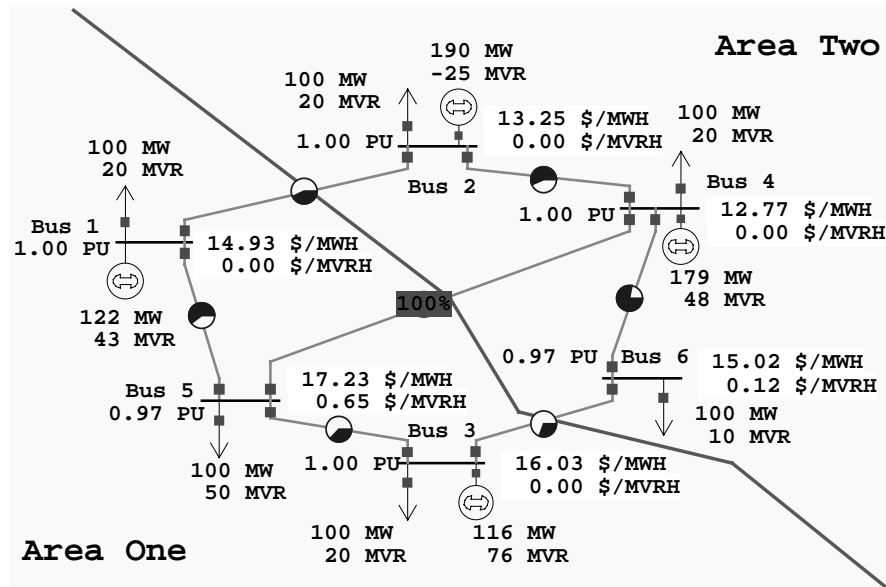 Area Two
190 MW
-25 MVR
100 MW
20 MVR
13.25 $/MWH
0.00 $/MVRH
100 MW
20 MVR
1.00 PU
Bus 2
100 MW
20 MVR
Bus 4
1.00 PU
12.77 $/MWH
0.00 $/MVRH
Bus 1
1.00 PU
14.93 $/MWH
0.00 $/MVRH
179 MW
48 MVR
100%
122 MW
43 MVR
0.97 PU
Bus 6
15.02 $/MWH
0.12 $/MVRH
Bus 5
0.97 PU
17.23 $/MWH
0.65 $/MVRH
100 MW
10 MVR
Bus 3
1.00 PU
16.03 $/MWH
0.00 $/MVRH
100 MW
50 MVR
100 MW
20 MVR
116 MW
76 MVR
Area One